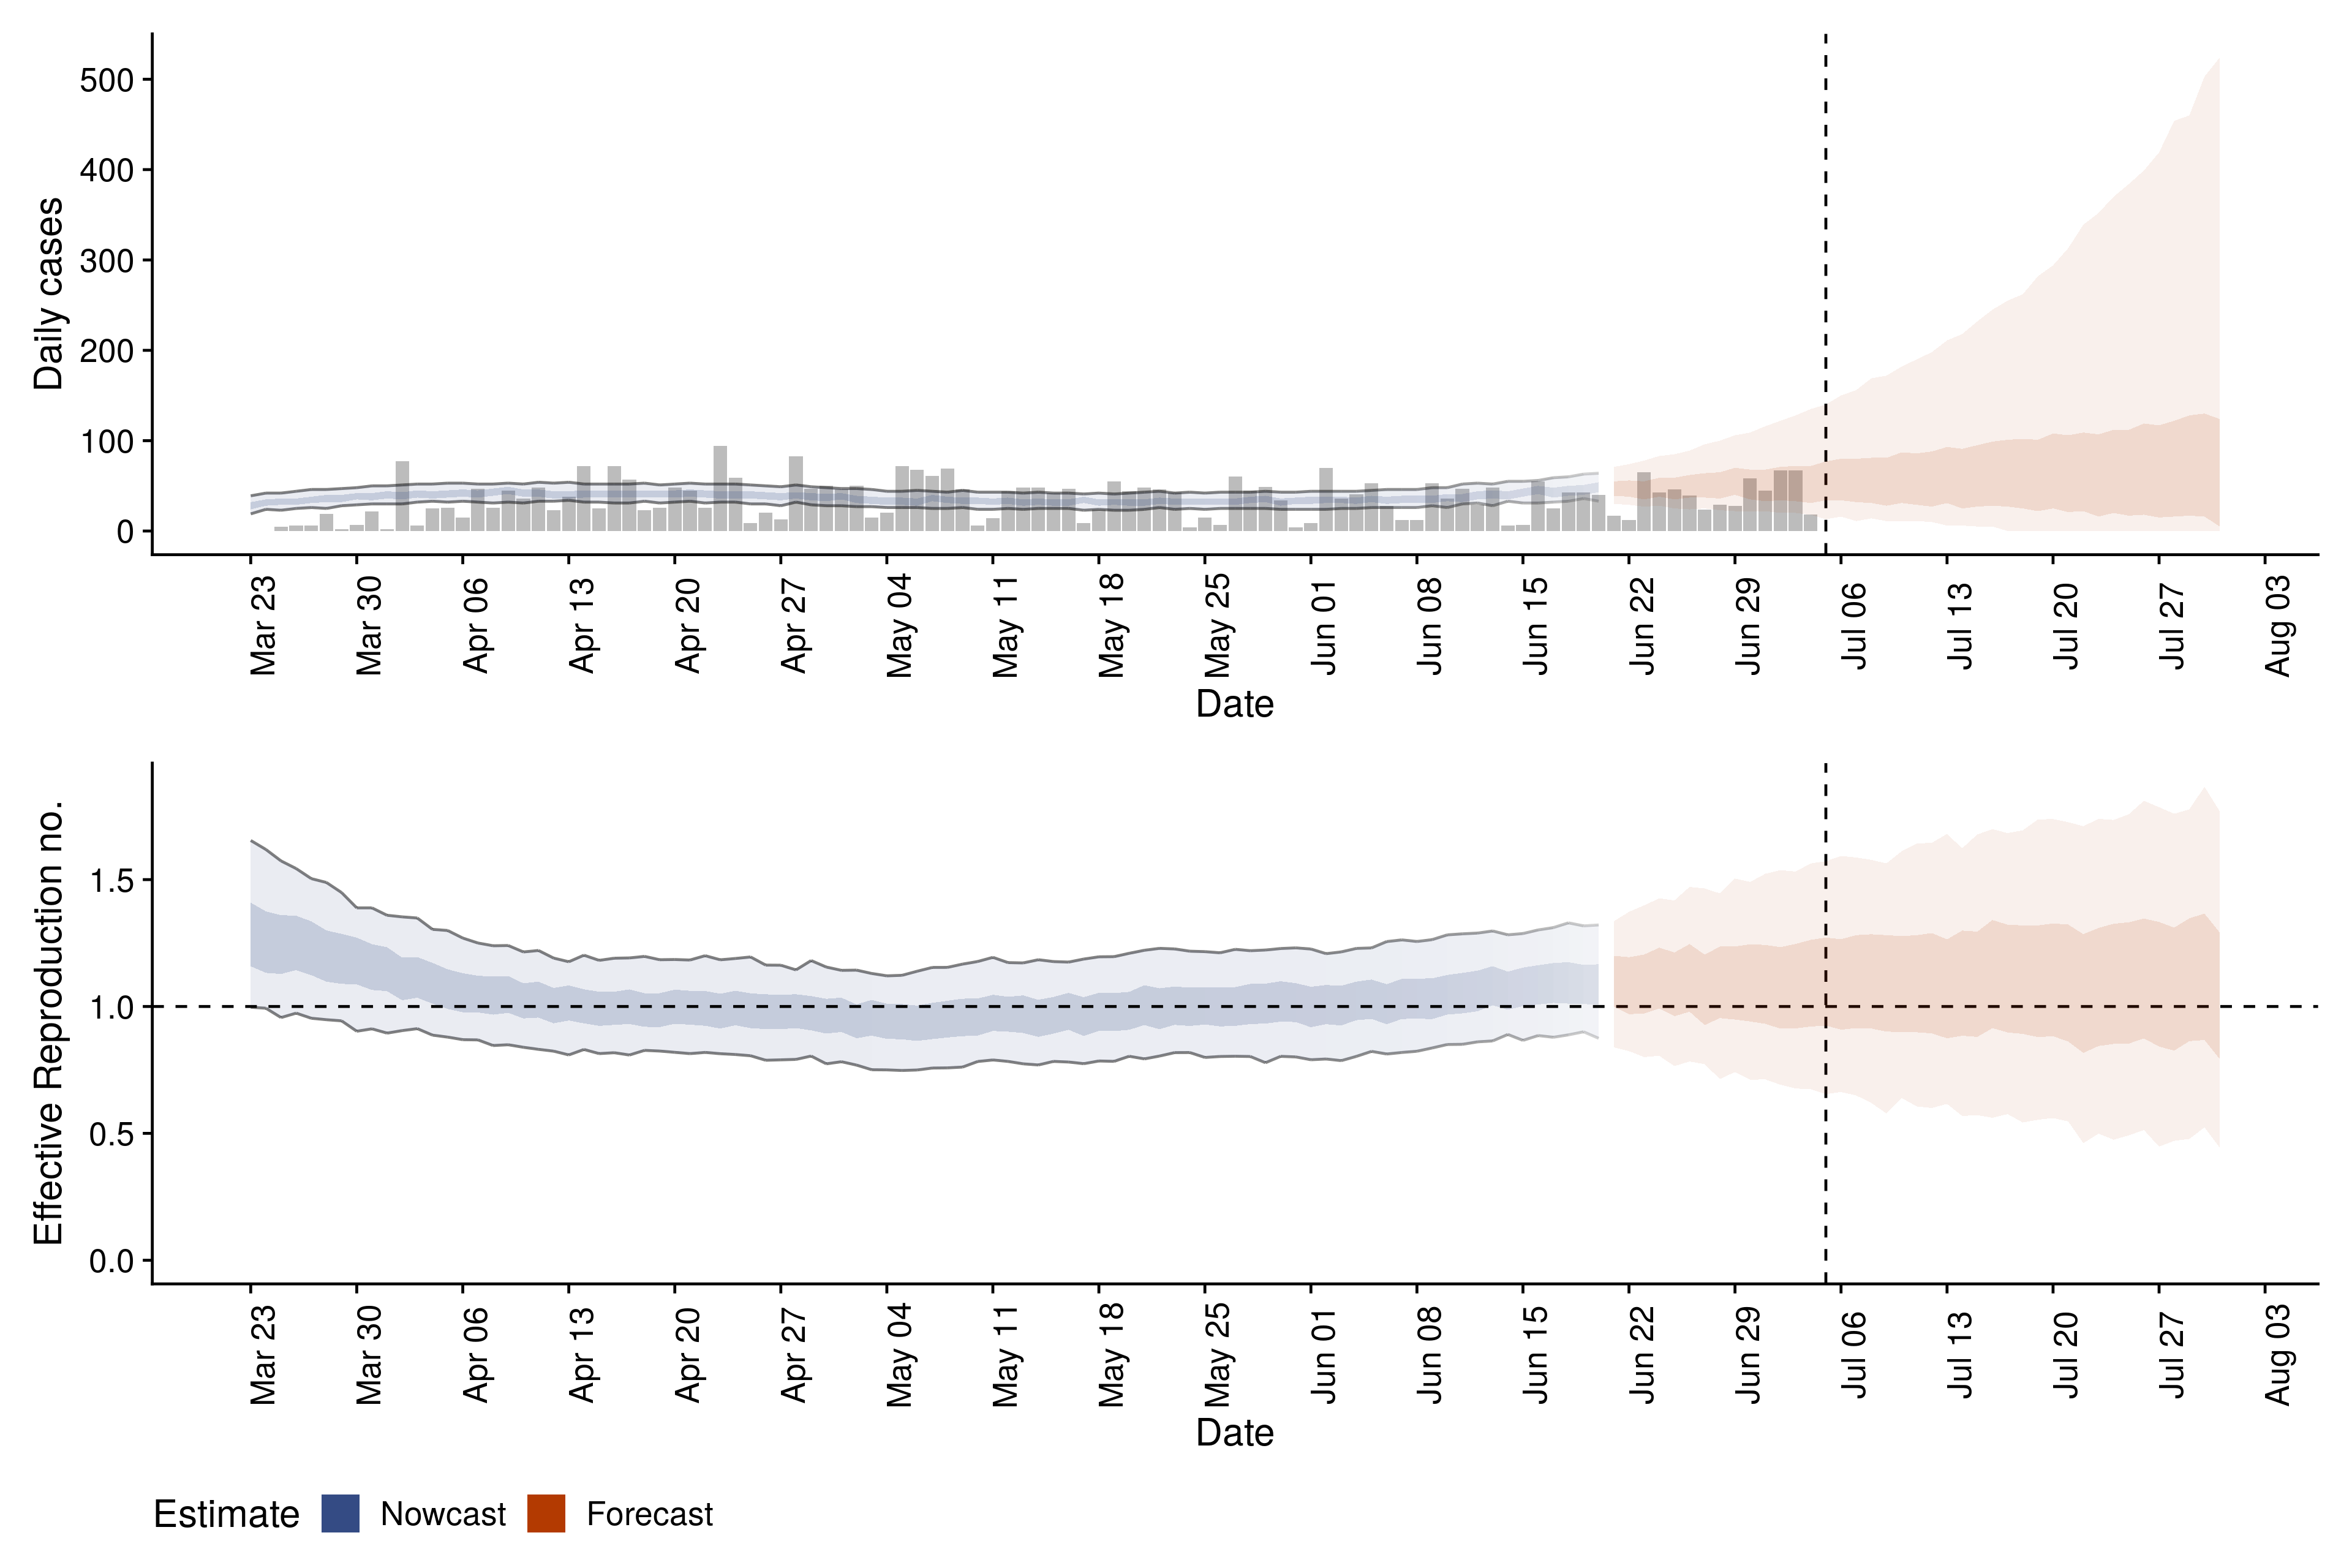 500
400
300
200
100
0
Daily cases
Mar 23 Mar 30 Apr 06 Apr 13 Apr 20 Apr 27 May 04 May 11 May 18 May 25 Jun 01 Jun 08 Jun 15 Jun 22 Jun 29 Jul 06 Jul 13 Jul 20 Jul 27 Aug 03
Date
1.5
1.0
0.5
0.0
Effective Reproduction no.
Mar 23 Mar 30 Apr 06 Apr 13 Apr 20 Apr 27 May 04 May 11 May 18 May 25 Jun 01 Jun 08 Jun 15 Jun 22 Jun 29 Jul 06 Jul 13 Jul 20 Jul 27 Aug 03
Date
Estimate Nowcast Forecast